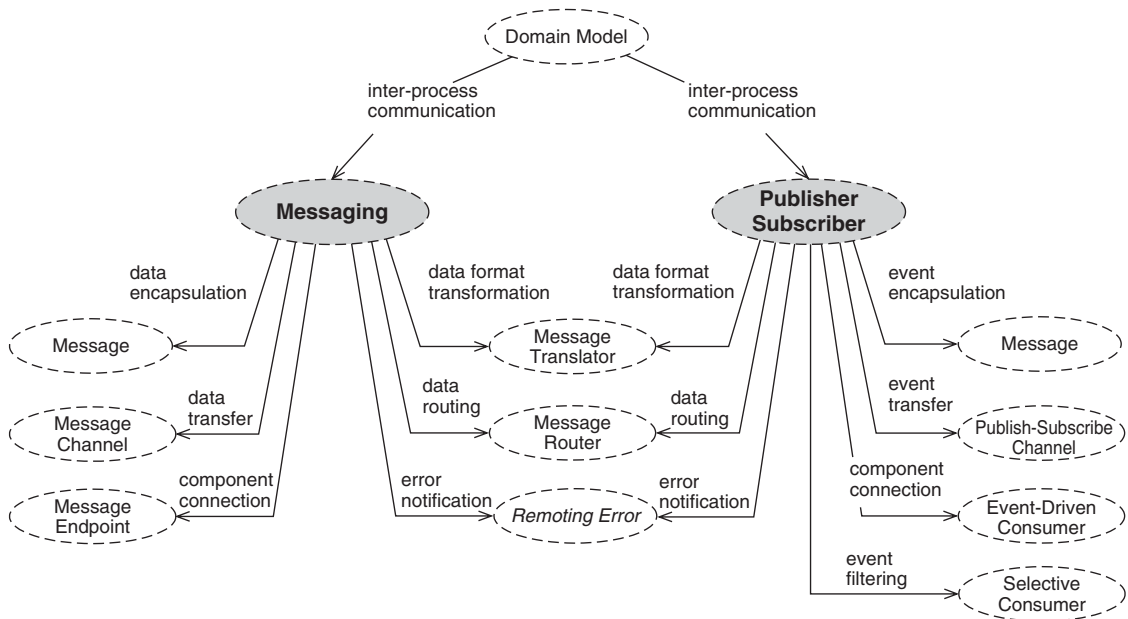 Domain Model
inter-process
communication
inter-process
communication
Messaging
Publisher
Subscriber
data
encapsulation
data format
transformation
data format
transformation
event
encapsulation
Message
Message
Translator
Message
data
transfer
data
routing
data
routing
event
transfer
Message
Channel
Message
Router
Publish-Subscribe
Channel
component
connection
error
notification
error
notification
component
connection
Message
Endpoint
Remoting Error
Event-Driven
Consumer
event
filtering
Selective
Consumer